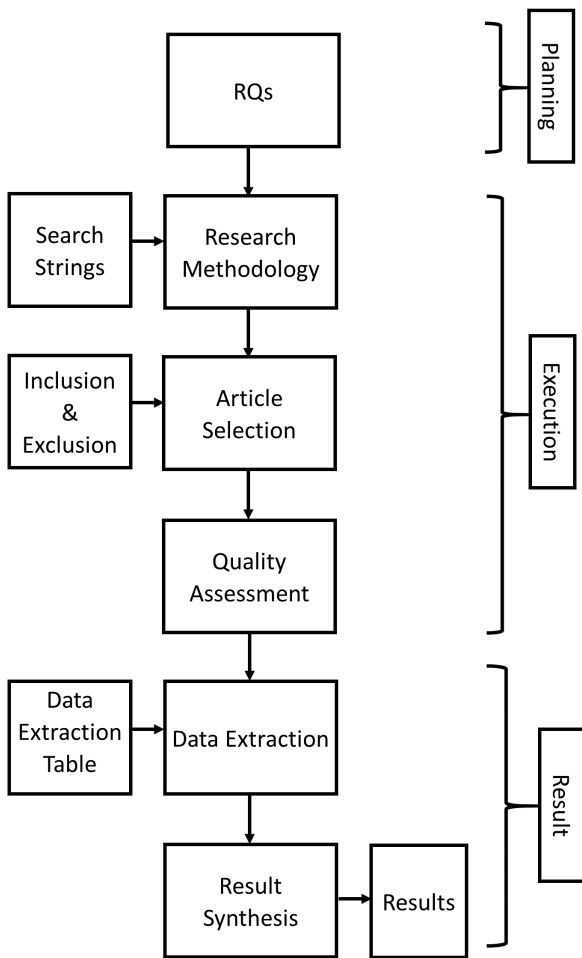 RQs
Planning
Search
Strings
Research
Methodology
Inclusion
&
Exclusion
Article
Selection
Execution
Quality
Assessment
Data
Extraction
Table
Data Extraction
Result
Result
Synthesis
Results